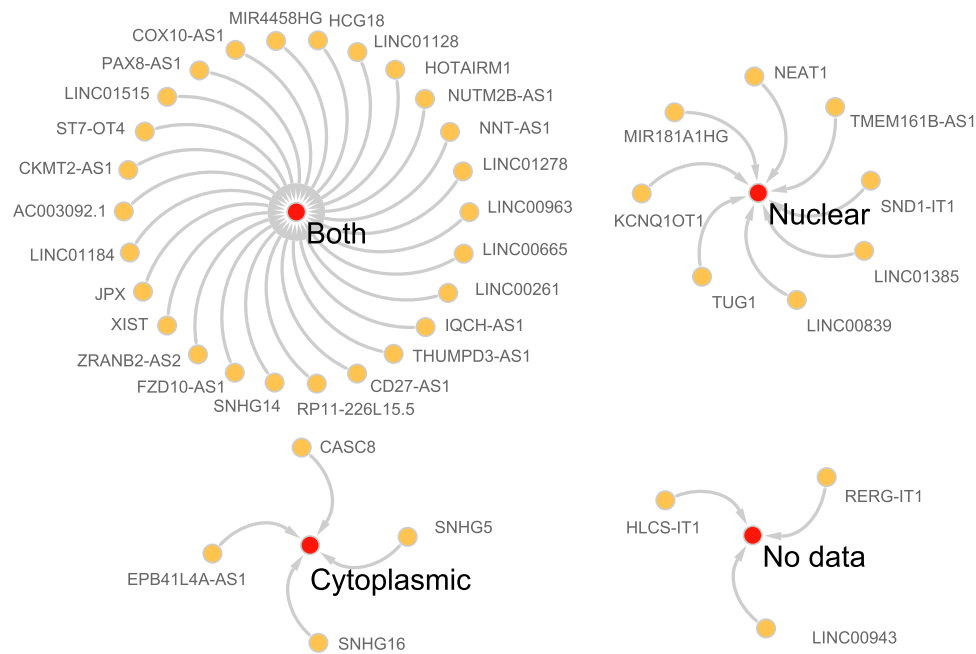 MIR4458HG
HCG18
COX10-AS1
LINC01128
PAX8-AS1
HOTAIRM1
LINC01515
NUTM2B-AS1
ST7-OT4
NNT-AS1
CKMT2-AS1
LINC01278
AC003092.1
LINC00963
Both
LINC01184
LINC00665
JPX
LINC00261
XIST
IQCH-AS1
ZRANB2-AS2
THUMPD3-AS1
FZD10-AS1
CD27-AS1
SNHG14
RP11-226L15.5
NEAT1
TMEM161B-AS1
MIR181A1HG
SND1-IT1
KCNQ1OT1
Nuclear
LINC01385
TUG1
LINC00839
CASC8
SNHG5
EPB41L4A-AS1
Cytoplasmic
SNHG16
RERG-IT1
HLCS-IT1
No data
LINC00943